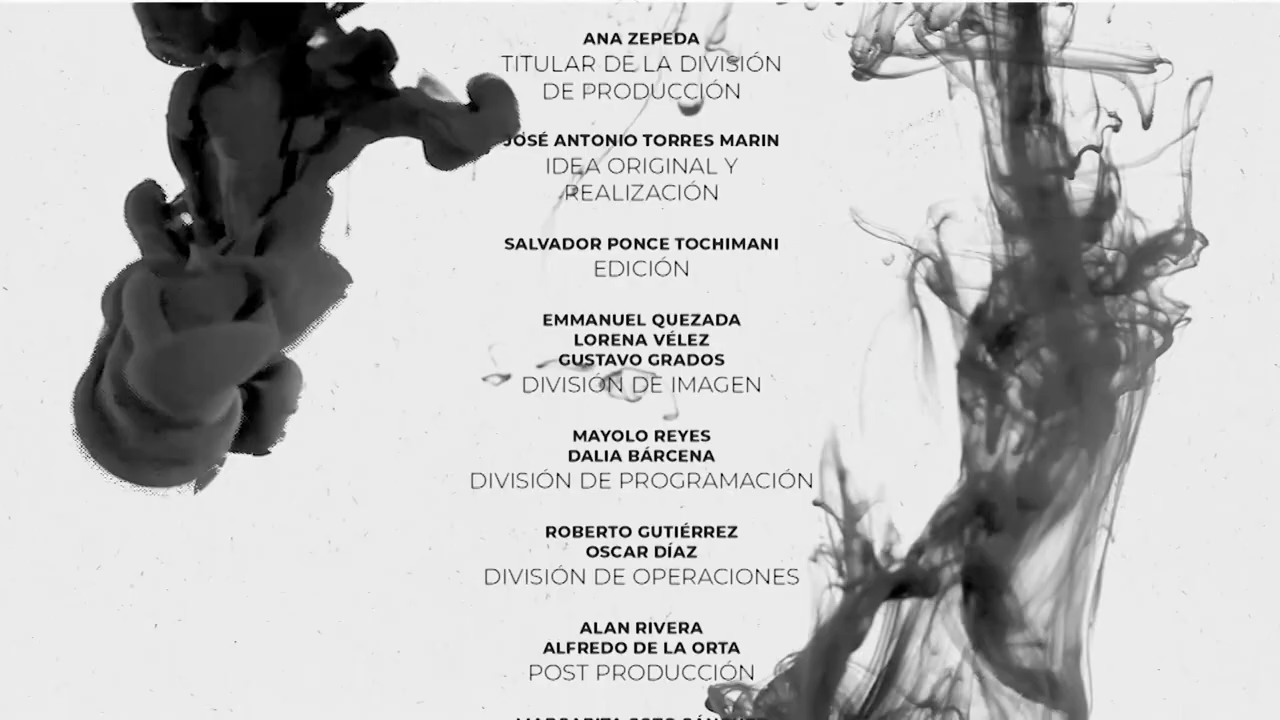 ANA ZEPEDA
TITULAR DE LA DIVISIÓN
DE PRODUCCIÓN
JOSÉ ANTONIO TORRES MARIN
IDEA ORIGINAL Y
REALIZACIÓN
SALVADOR PONCE TOCHIMANI
EDICIÓN
EMMANUEL QUEZADA
LORENA VÉLEZ
GUSTAVO GRADOS
DIVISIÓN DE IMAGEN
MAYOLO REYES
DALIA BÁRCENA
DIVISIÓN DE PROGRAMACIÓN
ROBERTO GUTIÉRREZ
OSCAR DÍAZ
DIVISIÓN DE OPERACIONES
ALAN RIVERA
ALFREDO DE LA ORTA
POST PRODUCCIÓN